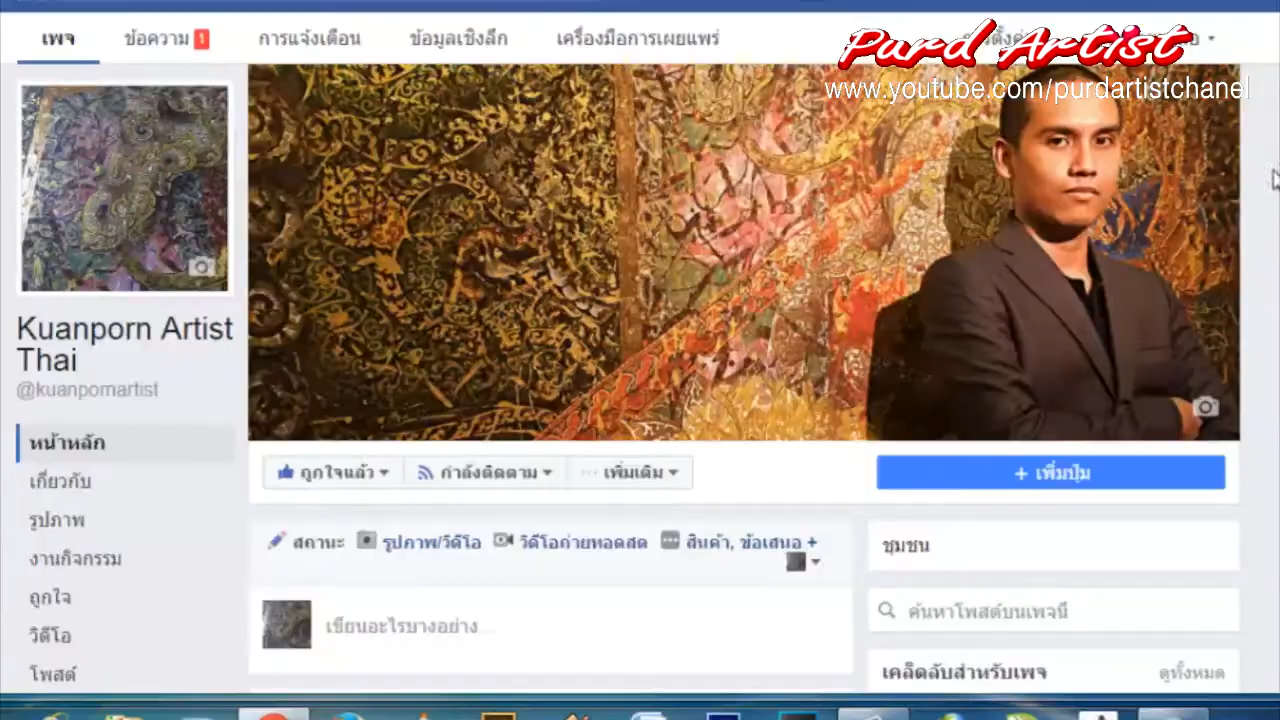 เพจ
ข้อความ 1
การแจ้งเตือน
ข้อมูลเชิงลึก
เครื่องมือการเผยแพร่
Purd Artist
www.youtube.com/purdartistchanel
Kuanporn Artist
Thai
@kuanpornartist
หน้าหลัก
เกี่ยวกับ
รูปภาพ
งานกิจกรรม
ถูกใจ
วิดีโอ
โพสต์
ถูกใจแล้ว
กำลังติดตาม
··· เพิ่มเติม
+ เพิ่มปุ่ม
สถานะ
รูปภาพ/วิดีโอ
วิดีโอถ่ายทอดสด
สินค้า, ข้อเสนอ +
เขียนอะไรบางอย่าง...
ชุมชน
ค้นหาโพสต์บนเพจนี้
เคล็ดลับสำหรับเพจ
ดูทั้งหมด